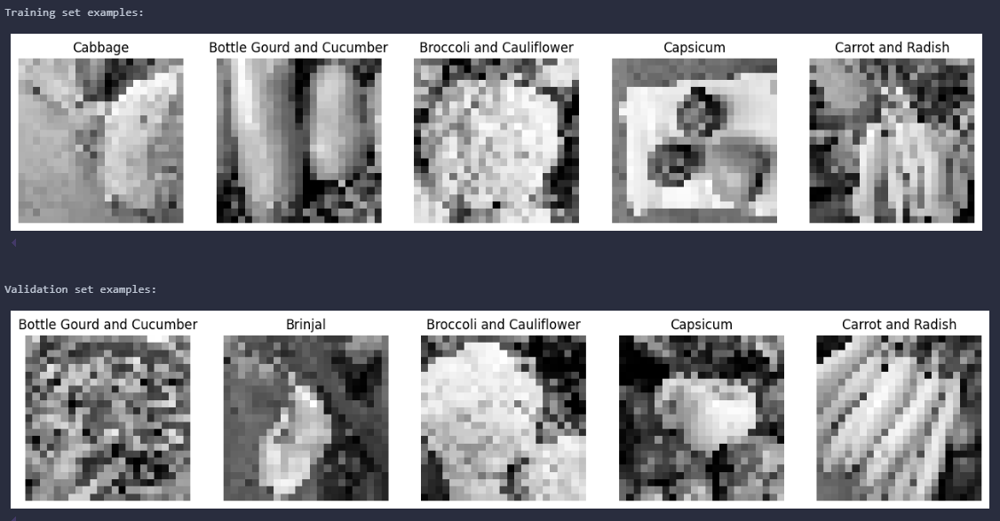 Training set examples:
Cabbage Bottle Gourd and Cucumber Broccoli and Cauliflower Capsicum Carrot and Radish
Validation set examples:
Bottle Gourd and Cucumber Brinjal Broccoli and Cauliflower Capsicum Carrot and Radish